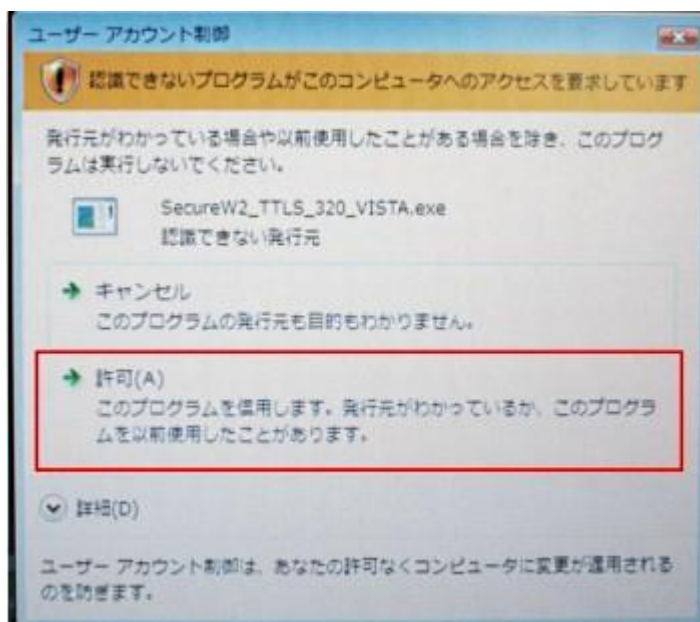 ユーザー アカウント制御
認識できないプログラムがこのコンピュータへのアクセスを要求しています
発行元がわかっている場合や以前使用したことがある場合を除き、このプログ
ラムは実行しないでください。
SecureW2_TTLS_320_VISTA.exe
認識できない発行元
キャンセル
このプログラムの発行元も目的もわかりません。
許可(A)
このプログラムを信用します。発行元がわかっているか、このプログラ
ムを以前使用したことがあります。
詳細(D)
ユーザー アカウント制御は、あなたの許可なくコンピュータに変更が適用される
のを防ぎます。